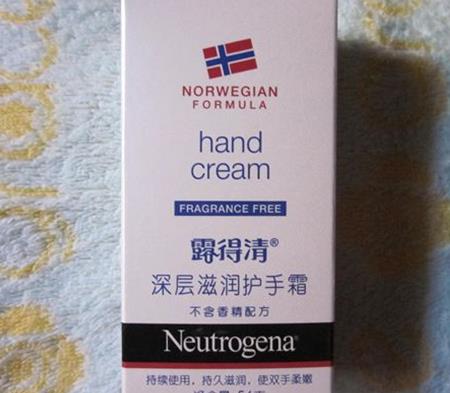 NORWEGIAN
FORMULA
hand
cream
FRAGRANCE FREE
露得清®
深层滋润护手霜
不含香精配方
Neutrogena®
持续使用，持久滋润，使双手柔嫩